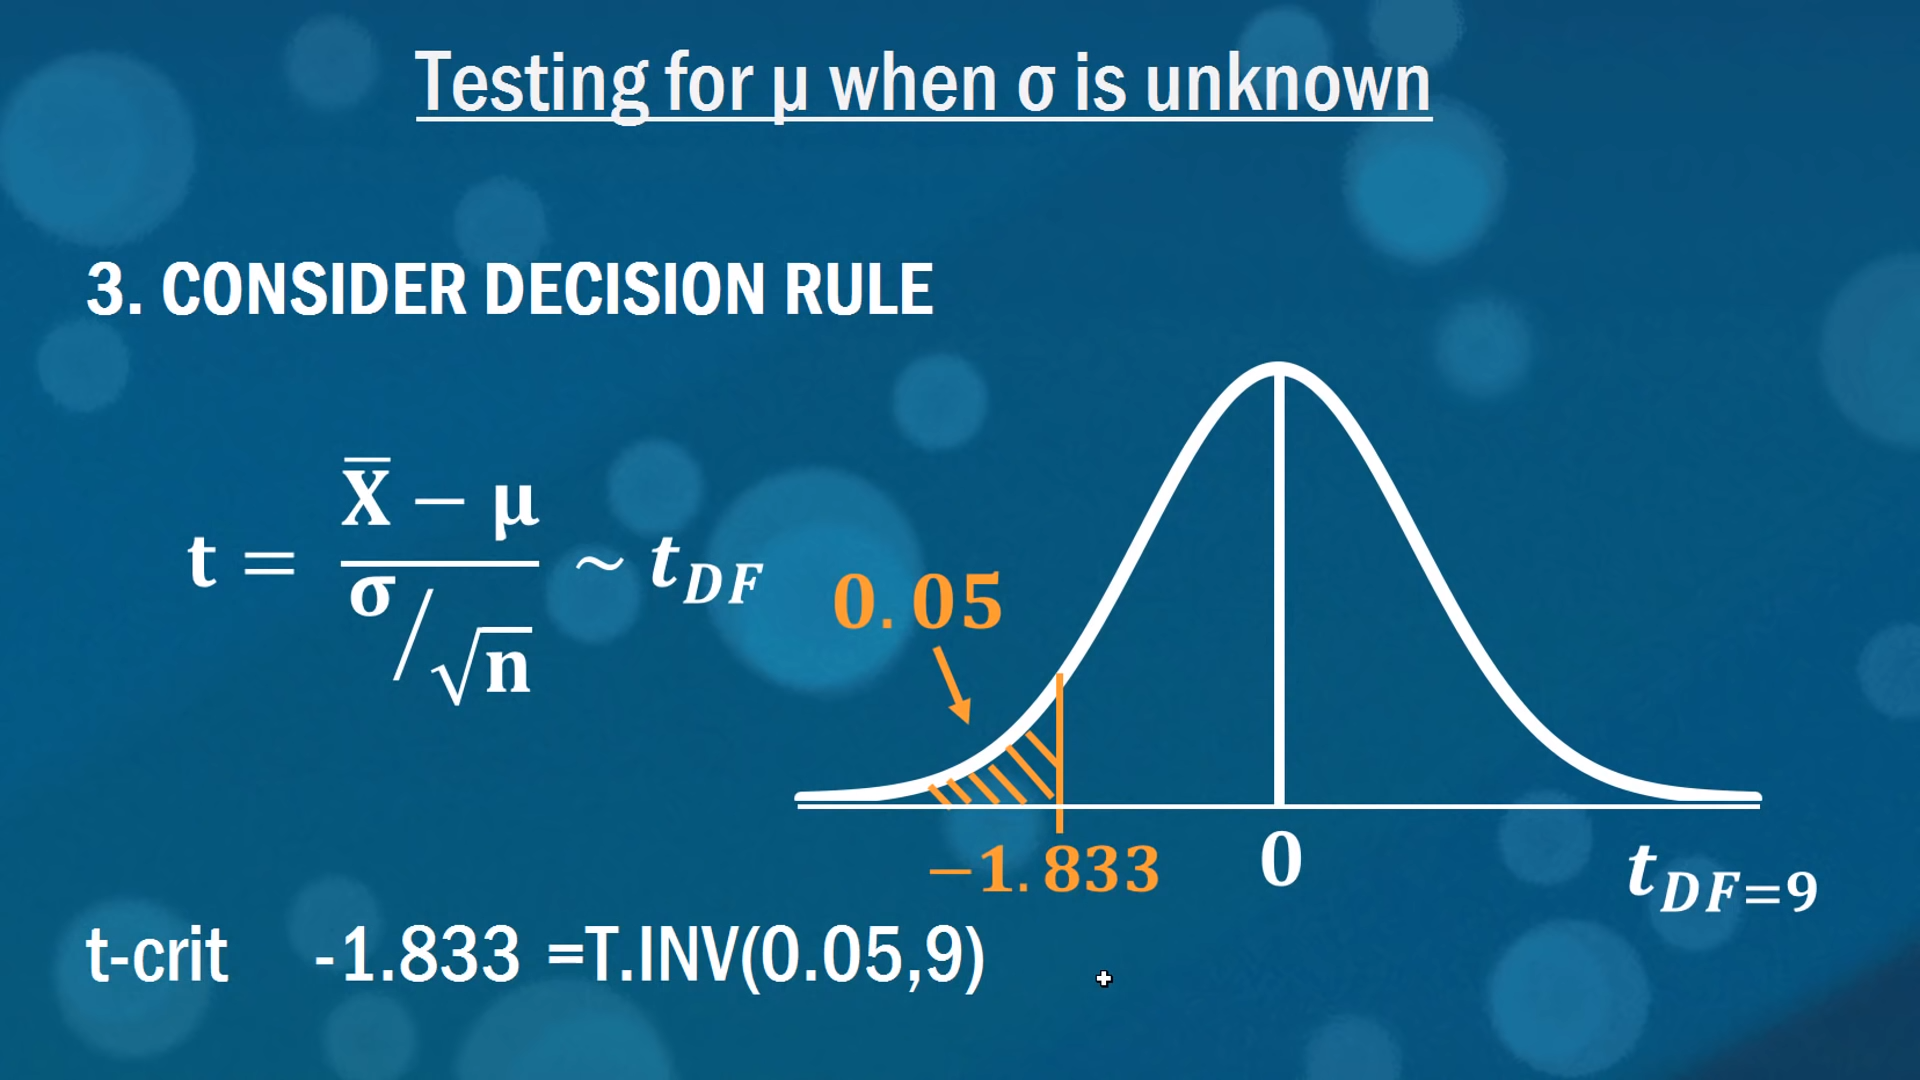 Testing for µ when σ is unknown
3. CONSIDER DECISION RULE
t = X̅ − µ / σ/√n ~ t_DF
0.05
−1.833
0
t_DF=9
t-crit -1.833 =T.INV(0.05,9)